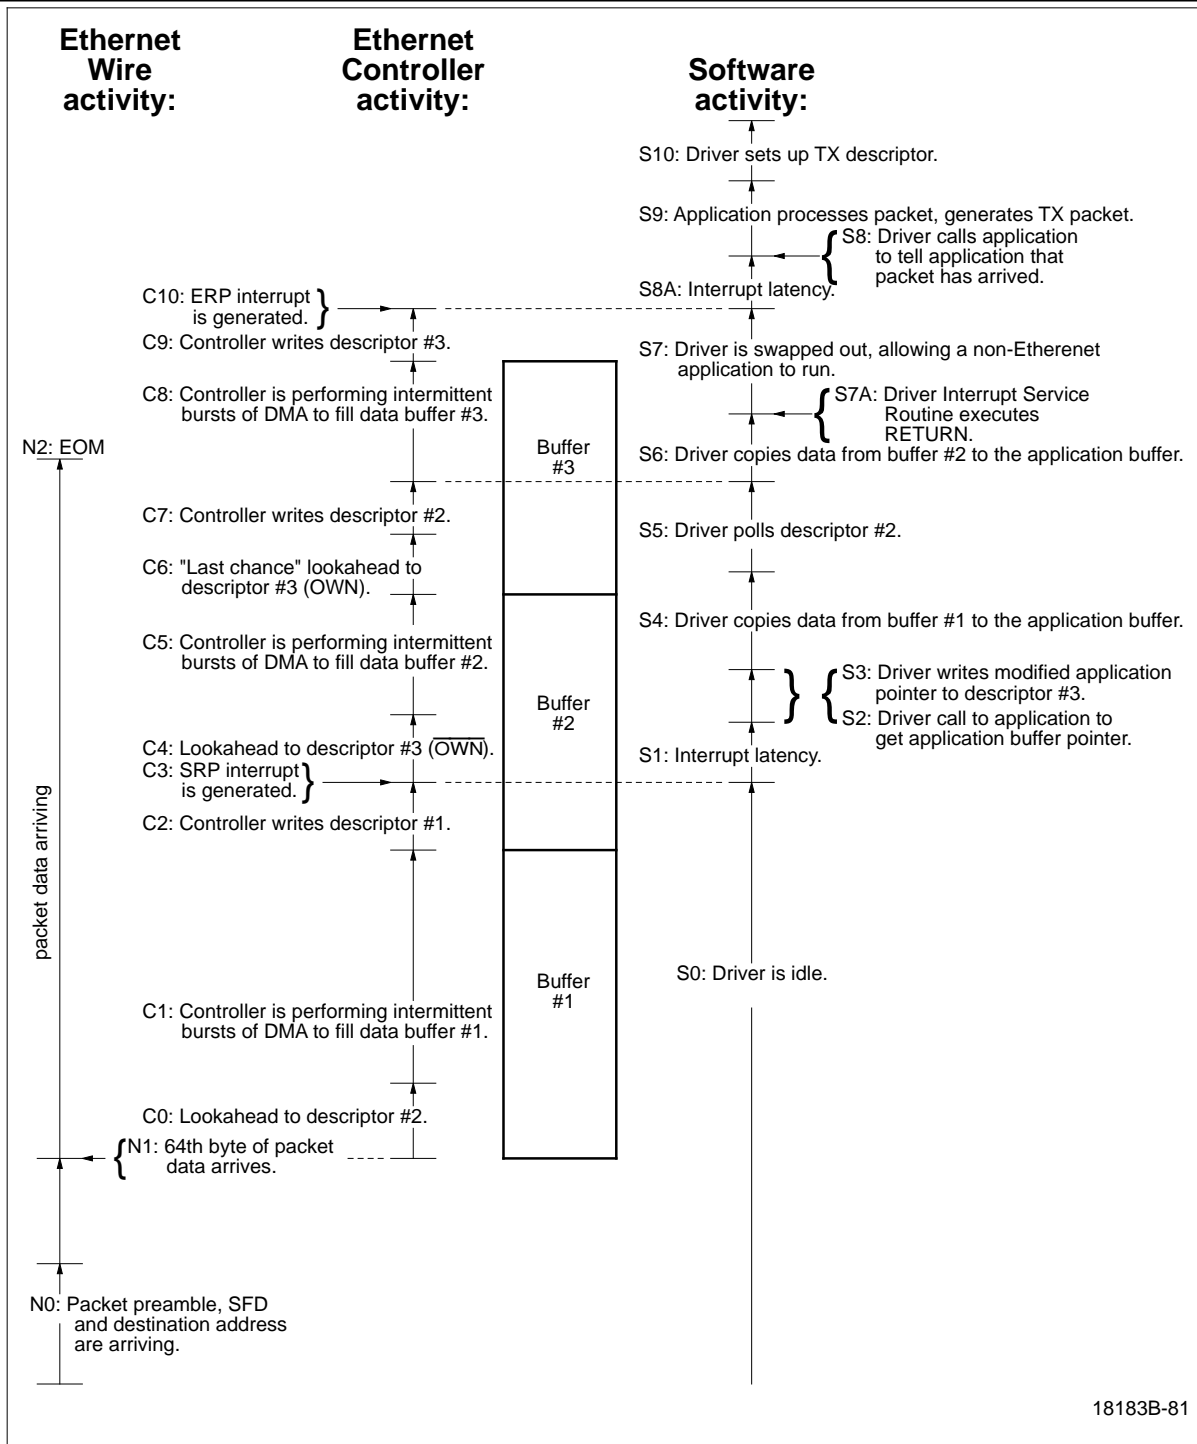 Ethernet
Wire
activity:
Ethernet
Controller
activity:
Software
activity:
S10: Driver sets up TX descriptor.
S9: Application processes packet, generates TX packet.
S8: Driver calls application
to tell application that
packet has arrived.
S8A: Interrupt latency.
C10: ERP interrupt
is generated.
C9: Controller writes descriptor #3.
S7: Driver is swapped out, allowing a non-Etherenet
application to run.
C8: Controller is performing intermittent
bursts of DMA to fill data buffer #3.
S7A: Driver Interrupt Service
Routine executes
RETURN.
N2: EOM
Buffer
#3
S6: Driver copies data from buffer #2 to the application buffer.
C7: Controller writes descriptor #2.
S5: Driver polls descriptor #2.
C6: "Last chance" lookahead to
descriptor #3 (OWN).
S4: Driver copies data from buffer #1 to the application buffer.
C5: Controller is performing intermittent
bursts of DMA to fill data buffer #2.
S3: Driver writes modified application
pointer to descriptor #3.
Buffer
#2
S2: Driver call to application to
get application buffer pointer.
C4: Lookahead to descriptor #3 (O̅W̅N̅).
S1: Interrupt latency.
C3: SRP interrupt
is generated.
C2: Controller writes descriptor #1.
packet data arriving
S0: Driver is idle.
Buffer
#1
C1: Controller is performing intermittent
bursts of DMA to fill data buffer #1.
C0: Lookahead to descriptor #2.
N1: 64th byte of packet
data arrives.
N0: Packet preamble, SFD
and destination address
are arriving.
18183B-81